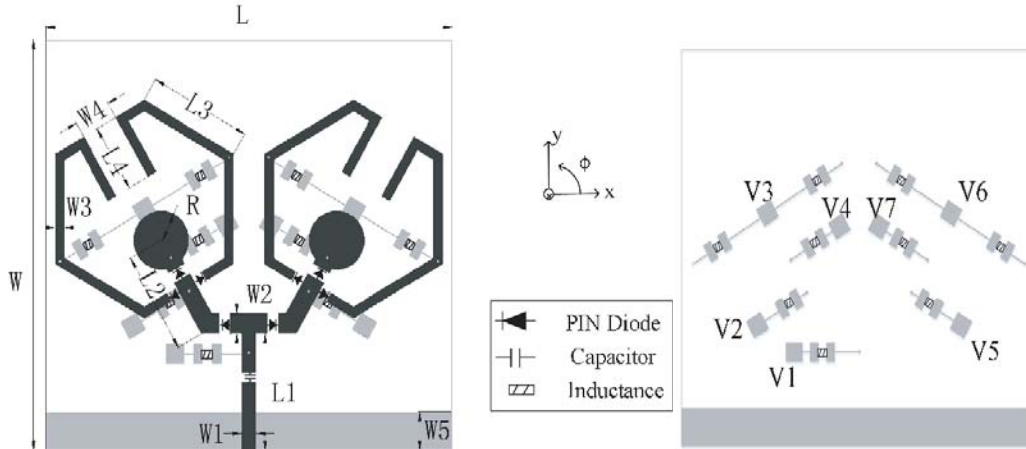 L
W
W4
L3
L4
W3
R
L2
W2
L1
W1
W5
y
Φ
x
PIN Diode
Capacitor
Inductance
V3
V4
V7
V6
V2
V1
V5